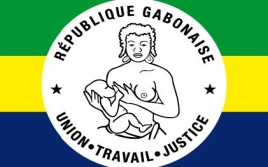 RÉPUBLIQUE GABONAISE
UNION • TRAVAIL • JUSTICE